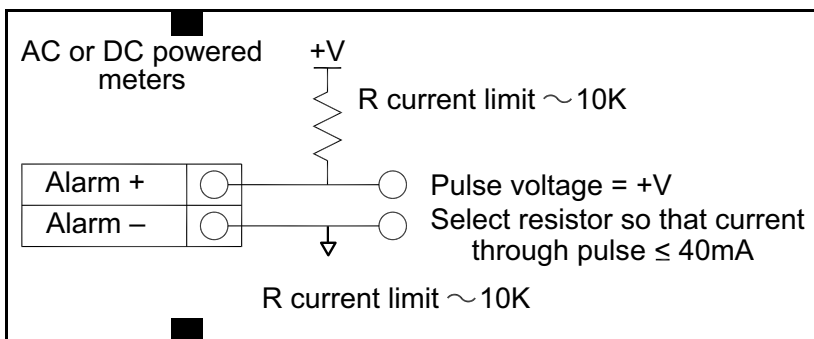 AC or DC powered
meters
+V
R current limit ∼10K
Alarm +
Pulse voltage = +V
Alarm –
Select resistor so that current
through pulse ≤ 40mA
R current limit ∼10K